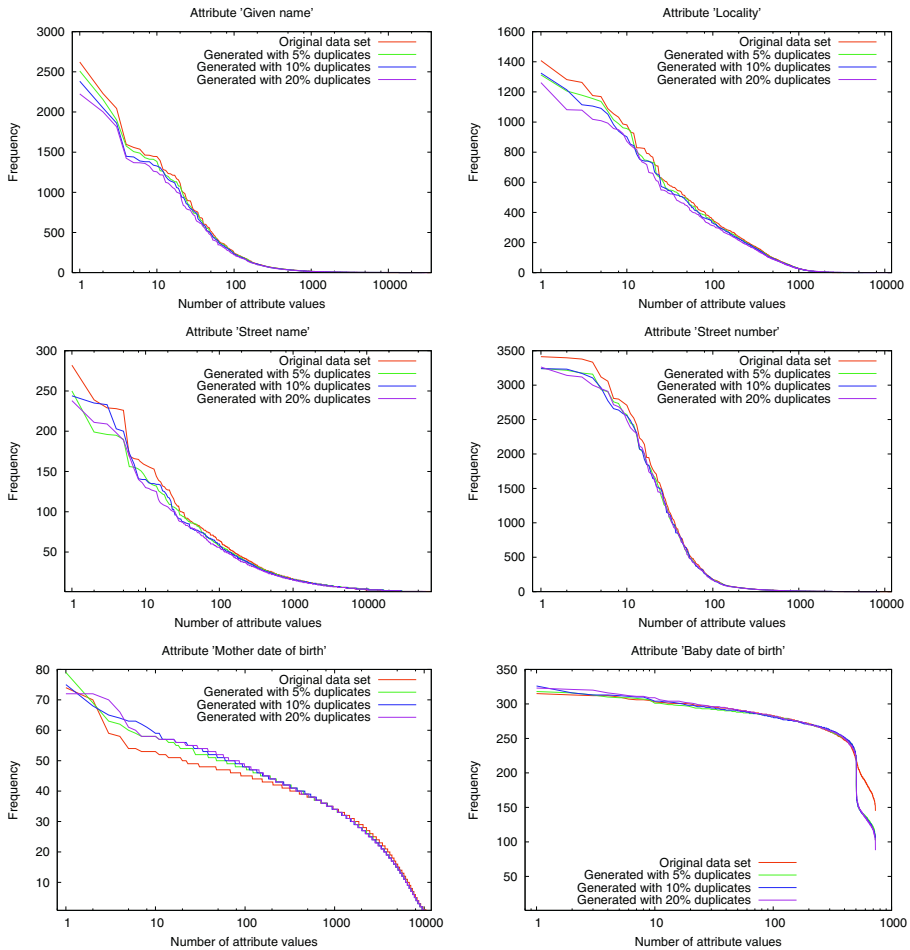 Attribute 'Given name'
3000
2500
2000
1500
1000
500
0
Frequency
Original data set
Generated with 5% duplicates
Generated with 10% duplicates
Generated with 20% duplicates
1 10 100 1000 10000
Number of attribute values
Attribute 'Locality'
1600
1400
1200
1000
800
600
400
200
0
Frequency
Original data set
Generated with 5% duplicates
Generated with 10% duplicates
Generated with 20% duplicates
1 10 100 1000 10000
Number of attribute values
Attribute 'Street name'
300
250
200
150
100
50
Frequency
Original data set
Generated with 5% duplicates
Generated with 10% duplicates
Generated with 20% duplicates
1 10 100 1000 10000
Number of attribute values
Attribute 'Street number'
3500
3000
2500
2000
1500
1000
500
0
Frequency
Original data set
Generated with 5% duplicates
Generated with 10% duplicates
Generated with 20% duplicates
1 10 100 1000 10000
Number of attribute values
Attribute 'Mother date of birth'
80
70
60
50
40
30
20
10
Frequency
Original data set
Generated with 5% duplicates
Generated with 10% duplicates
Generated with 20% duplicates
1 10 100 1000 10000
Number of attribute values
Attribute 'Baby date of birth'
350
300
250
200
150
100
50
Frequency
Original data set
Generated with 5% duplicates
Generated with 10% duplicates
Generated with 20% duplicates
1 10 100 1000
Number of attribute values